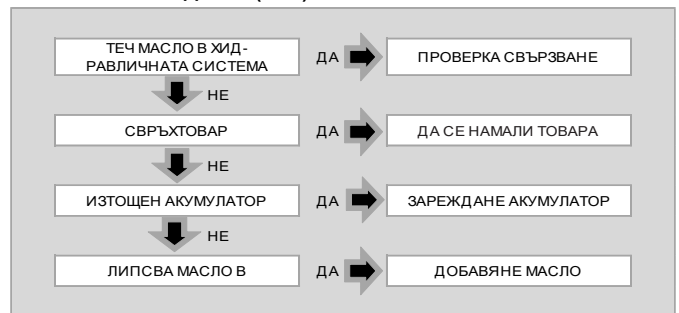 ТЕЧ МАСЛО В ХИД-
РАВЛИЧНАТА СИСТЕМА
ДА
ПРОВЕРКА СВЪРЗВАНЕ
НЕ
СВРЪХТОВАР
ДА
ДА СЕ НАМАЛИ ТОВАРА
НЕ
ИЗТОЩЕН АКУМУЛАТОР
ДА
ЗАРЕЖДАНЕ АКУМУЛАТОР
НЕ
ЛИПСВА МАСЛО В
ДА
ДОБАВЯНЕ МАСЛО